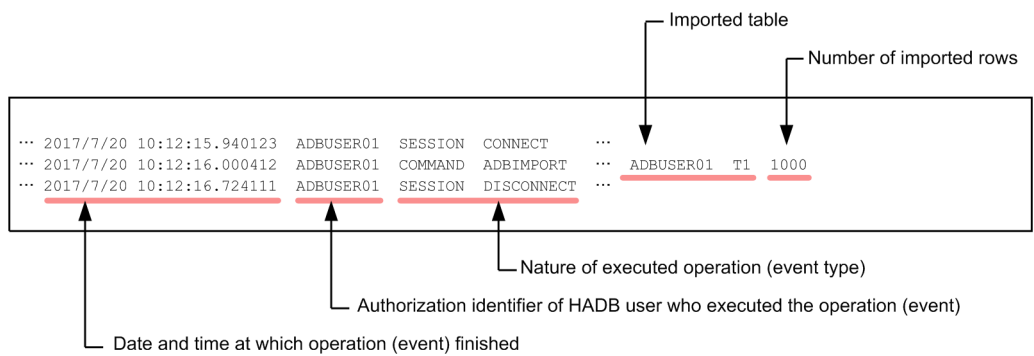 Imported table
Number of imported rows
… 2017/7/20 10:12:15.940123 ADBUSER01 SESSION CONNECT …
… 2017/7/20 10:12:16.000412 ADBUSER01 COMMAND ADBIMPORT … ADBUSER01 T1 1000
… 2017/7/20 10:12:16.724111 ADBUSER01 SESSION DISCONNECT …
Nature of executed operation (event type)
Authorization identifier of HADB user who executed the operation (event)
Date and time at which operation (event) finished